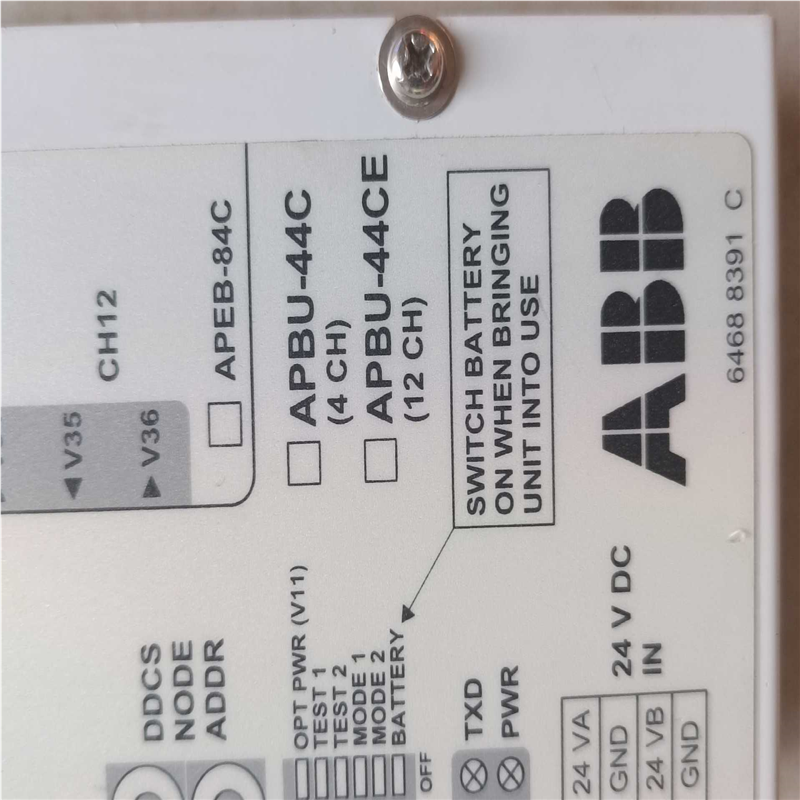 V35
V36
CH12
APEB-84C
APBU-44C
(4 CH)
APBU-44CE
(12 CH)
SWITCH BATTERY
ON WHEN BRINGING
UNIT INTO USE
ABB
6468 8391 C
DDCS
NODE
ADDR
OPT PWR (V11)
TEST 1
TEST 2
MODE 1
MODE 2
BATTERY
OFF
TXD
PWR
24 V DC
IN
24 VA
GND
24 VB
GND